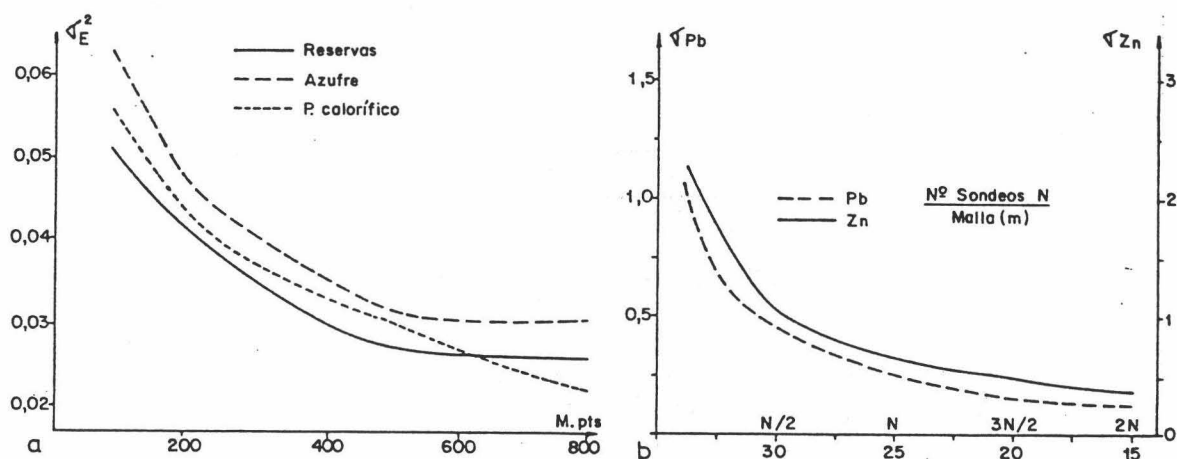 σE²
0,06
0,05
0,04
0,03
0,02
Reservas
Azufre
P. calorífico
M. pts
a
200
400
600
800
σPb
σZn
1,5
1,0
0,5
3
2
1
0
Pb
Zn
Nº Sondeos N
Malla (m)
N/2
N
3N/2
2N
b
30
25
20
15